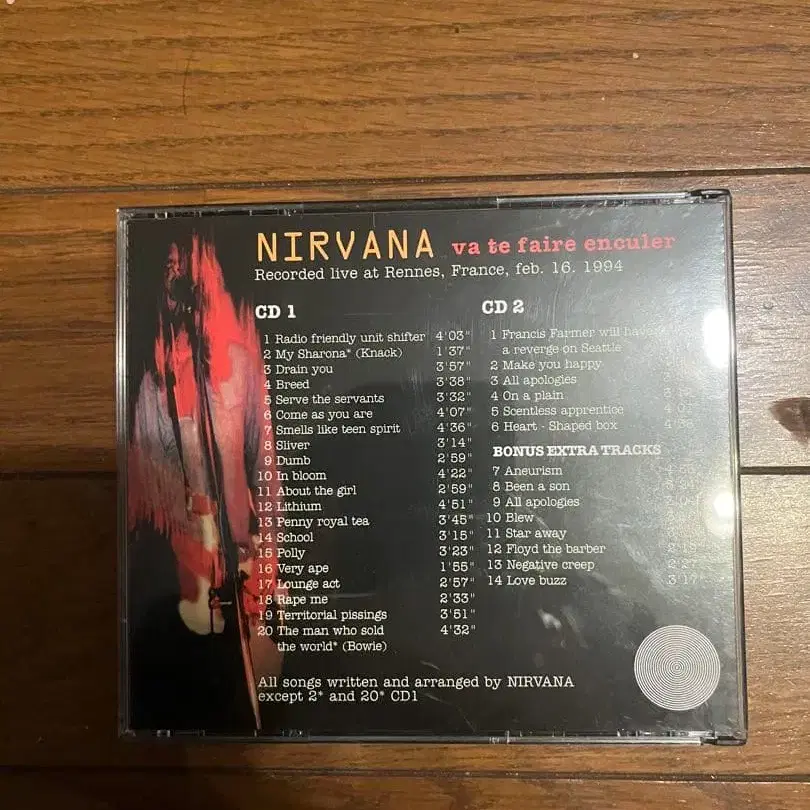 NIRVANA va te faire enculer
Recorded live at Rennes, France, feb. 16. 1994
CD 1
1 Radio friendly unit shifter 4'03"
2 My Sharona* (Knack) 1'37"
3 Drain you 3'57"
4 Breed 3'38"
5 Serve the servants 3'32"
6 Come as you are 4'07"
7 Smells like teen spirit 4'36"
8 Sliver 3'14"
9 Dumb 2'59"
10 In bloom 4'22"
11 About the girl 2'59"
12 Lithium 4'51"
13 Penny royal tea 3'45"
14 School 3'15"
15 Polly 3'23"
16 Very ape 1'55"
17 Lounge act 2'57"
18 Rape me 2'33"
19 Territorial pissings 3'51"
20 The man who sold 4'32"
the world* (Bowie)
CD 2
1 Francis Farmer will have
a reverge on Seattle
2 Make you happy
3 All apologies
4 On a plain
5 Scentless apprentice
6 Heart - Shaped box
BONUS EXTRA TRACKS
7 Aneurism
8 Been a son
9 All apologies
10 Blew
11 Star away
12 Floyd the barber
13 Negative creep
14 Love buzz 3'17"
All songs written and arranged by NIRVANA
except 2* and 20* CD1